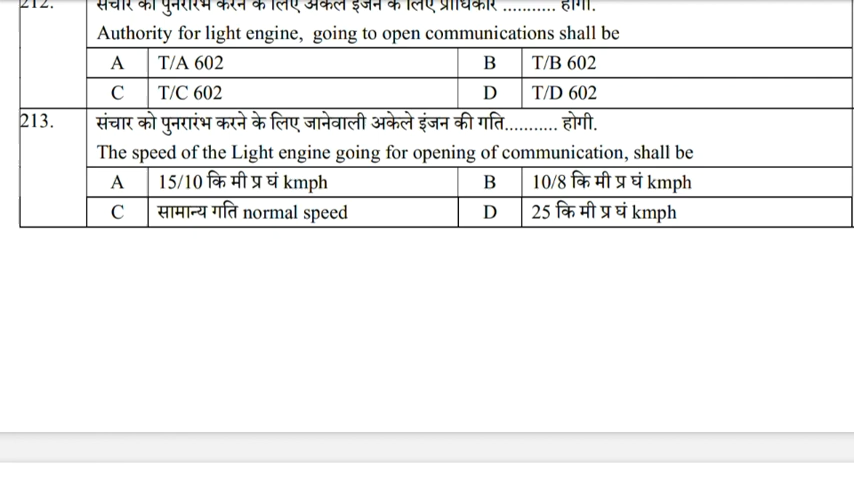 212. संचार को पुनरारंभ करने के लिए अकेले इंजन के लिए प्राधिकार ........... होगा.
Authority for light engine, going to open communications shall be
A T/A 602 B T/B 602
C T/C 602 D T/D 602
213. संचार को पुनरारंभ करने के लिए जानेवाली अकेले इंजन की गति........... होगी.
The speed of the Light engine going for opening of communication, shall be
A 15/10 कि मी प्र घं kmph B 10/8 कि मी प्र घं kmph
C सामान्य गति normal speed D 25 कि मी प्र घं kmph